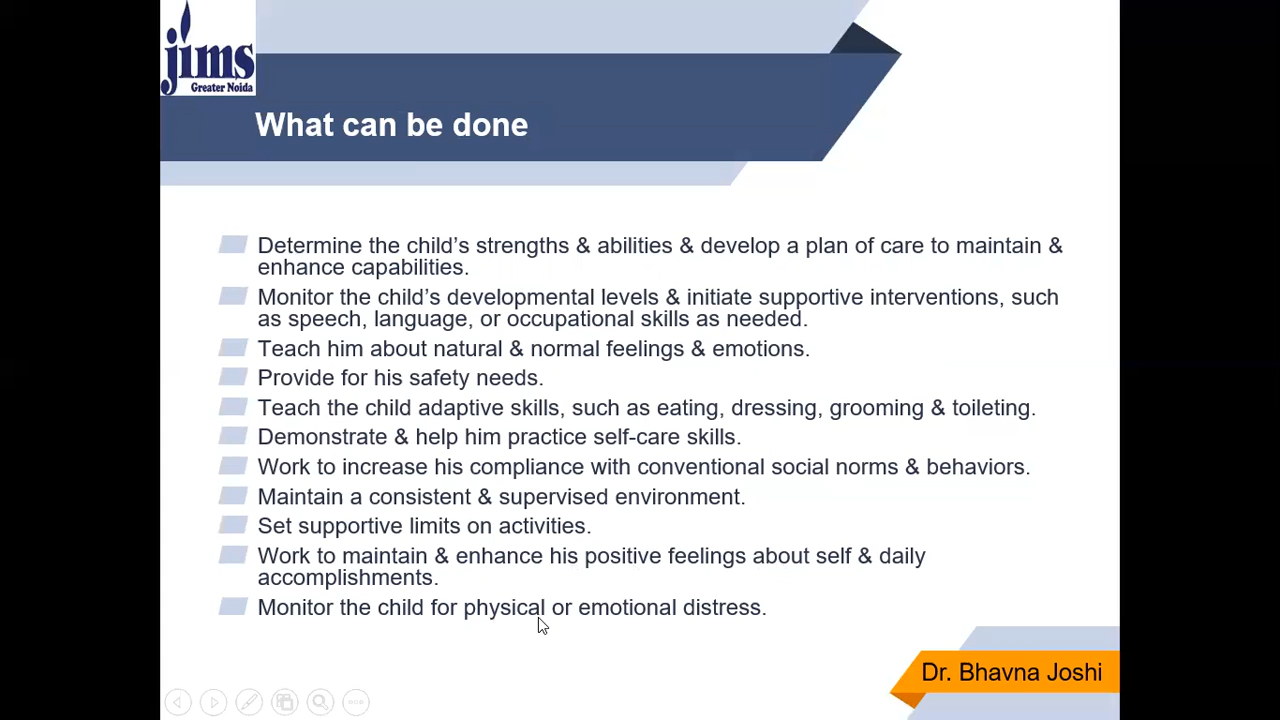 jims
Greater Noida
What can be done
Determine the child’s strengths & abilities & develop a plan of care to maintain &
enhance capabilities.
Monitor the child’s developmental levels & initiate supportive interventions, such
as speech, language, or occupational skills as needed.
Teach him about natural & normal feelings & emotions.
Provide for his safety needs.
Teach the child adaptive skills, such as eating, dressing, grooming & toileting.
Demonstrate & help him practice self-care skills.
Work to increase his compliance with conventional social norms & behaviors.
Maintain a consistent & supervised environment.
Set supportive limits on activities.
Work to maintain & enhance his positive feelings about self & daily
accomplishments.
Monitor the child for physical or emotional distress.
Dr. Bhavna Joshi